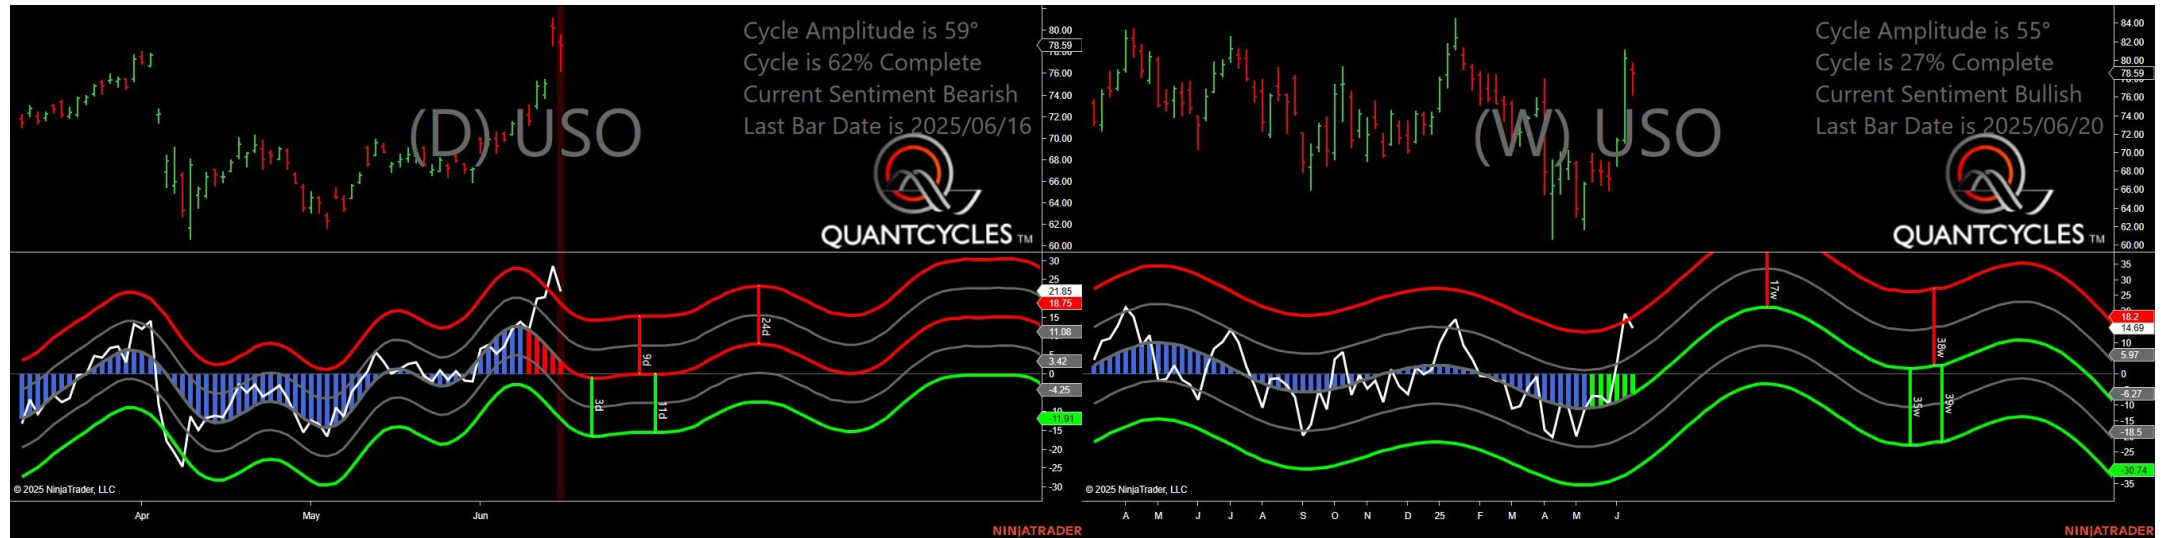 Cycle Amplitude is 59°
Cycle is 62% Complete
Current Sentiment Bearish
Last Bar Date is 2025/06/16
(D) USO
QUANTCYCLES TM
80.00
78.59
76.00
74.00
72.00
70.00
68.00
66.00
64.00
62.00
60.00
30
25
21.85
18.75
15
11.08
3.42
0
-4.25
-11.91
-15
-20
-25
-30
3d
9d
11d
24d
© 2025 NinjaTrader, LLC
Apr May Jun
NINJATRADER
Cycle Amplitude is 55°
Cycle is 27% Complete
Current Sentiment Bullish
Last Bar Date is 2025/06/20
(W) USO
QUANTCYCLES TM
84.00
82.00
80.00
78.59
76.00
74.00
72.00
70.00
68.00
66.00
64.00
62.00
60.00
35
30
25
18.2
14.69
10
5.97
0
-6.27
-10
-15
-18.5
-25
-30.74
-35
17w
38w
35w
39w
© 2025 NinjaTrader, LLC
A M J J A S O N D 25 F M A M J
NINJATRADER